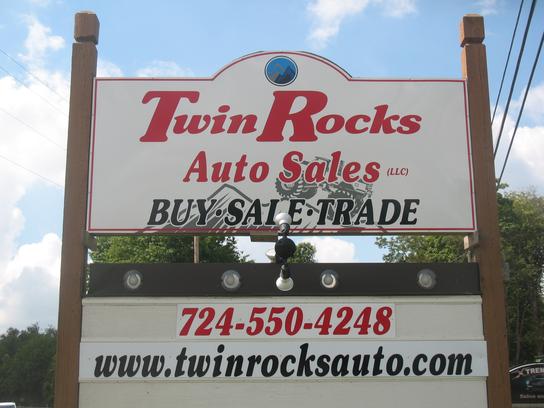 Twin Rocks
Auto Sales (LLC)
BUY·SALE·TRADE
724-550-4248
www.twinrocksauto.com